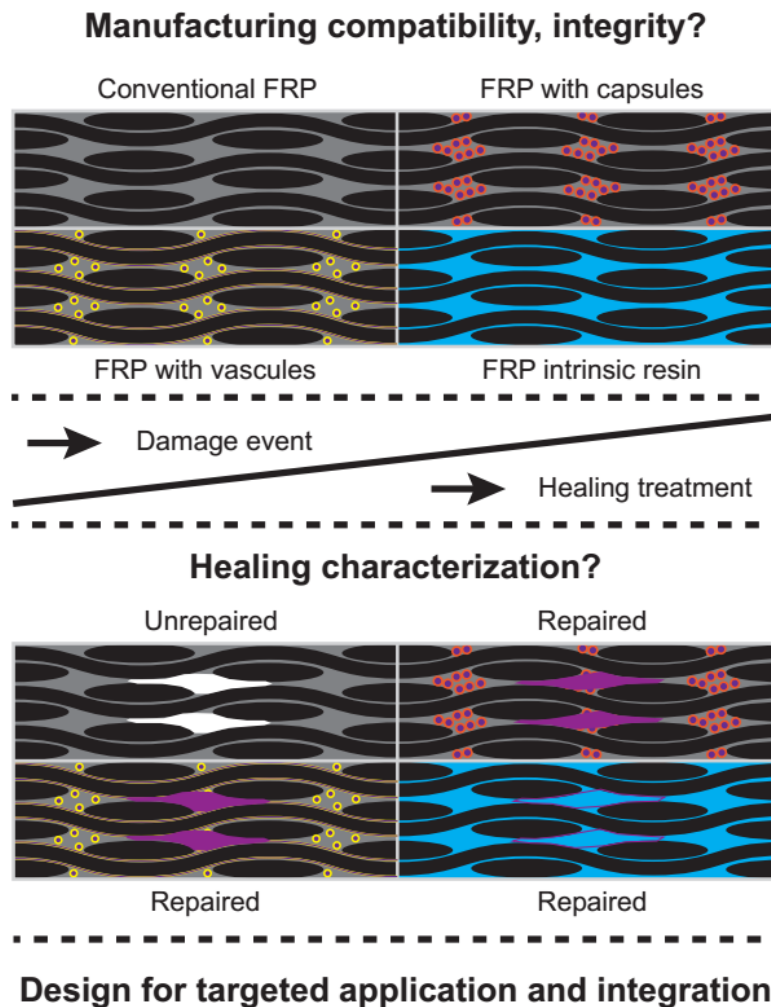 Manufacturing compatibility, integrity?
Conventional FRP
FRP with capsules
FRP with vascules
FRP intrinsic resin
Damage event
Healing treatment
Healing characterization?
Unrepaired
Repaired
Repaired
Repaired
Design for targeted application and integration